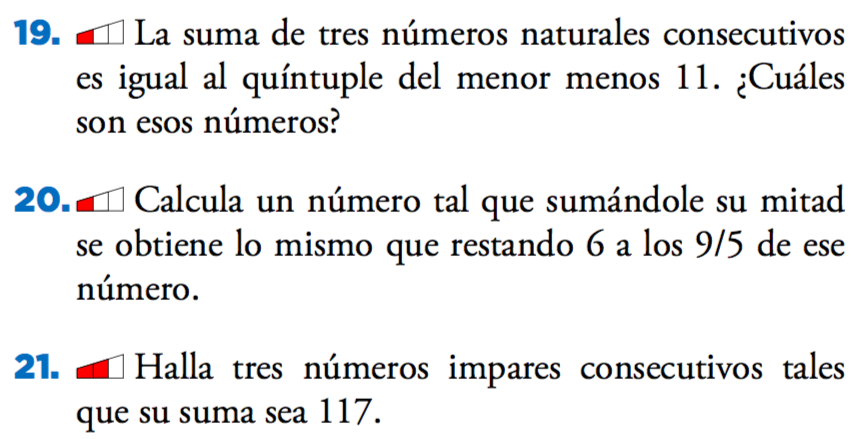 19. La suma de tres números naturales consecutivos
es igual al quíntuple del menor menos 11. ¿Cuáles
son esos números?
20. Calcula un número tal que sumándole su mitad
se obtiene lo mismo que restando 6 a los 9/5 de ese
número.
21. Halla tres números impares consecutivos tales
que su suma sea 117.